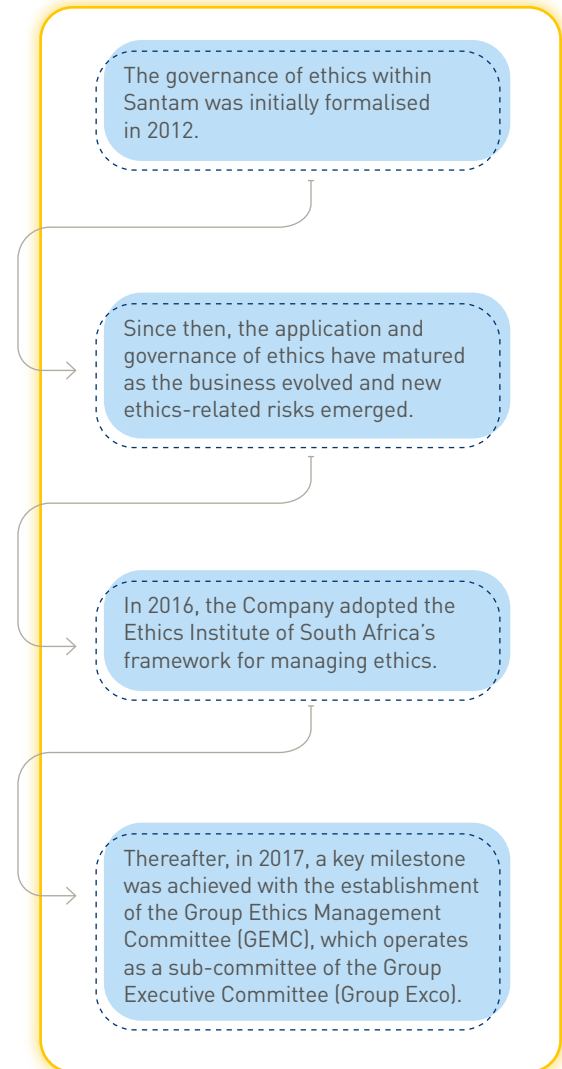 The governance of ethics within
Santam was initially formalised
in 2012.
Since then, the application and
governance of ethics have matured
as the business evolved and new
ethics-related risks emerged.
In 2016, the Company adopted the
Ethics Institute of South Africa’s
framework for managing ethics.
Thereafter, in 2017, a key milestone
was achieved with the establishment
of the Group Ethics Management
Committee (GEMC), which operates
as a sub-committee of the Group
Executive Committee (Group Exco).